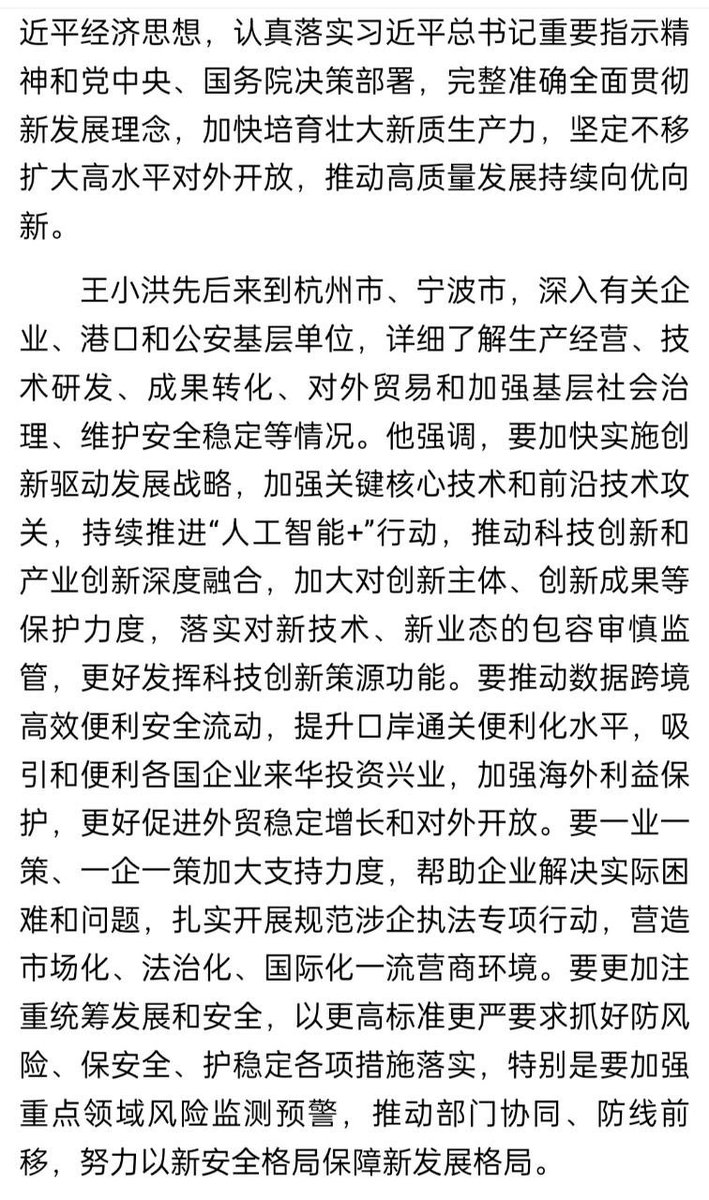 近平经济思想，认真落实习近平总书记重要指示精
神和党中央、国务院决策部署，完整准确全面贯彻
新发展理念，加快培育壮大新质生产力，坚定不移
扩大高水平对外开放，推动高质量发展持续向优向
新。
王小洪先后来到杭州市、宁波市，深入有关企
业、港口和公安基层单位，详细了解生产经营、技
术研发、成果转化、对外贸易和加强基层社会治
理、维护安全稳定等情况。他强调，要加快实施创
新驱动发展战略，加强关键核心技术和前沿技术攻
关，持续推进“人工智能+”行动，推动科技创新和
产业创新深度融合，加大对创新主体、创新成果等
保护力度，落实对新技术、新业态的包容审慎监
管，更好发挥科技创新策源功能。要推动数据跨境
高效便利安全流动，提升口岸通关便利化水平，吸
引和便利各国企业来华投资兴业，加强海外利益保
护，更好促进外贸稳定增长和对外开放。要一业一
策、一企一策加大支持力度，帮助企业解决实际困
难和问题，扎实开展规范涉企执法专项行动，营造
市场化、法治化、国际化一流营商环境。要更加注
重统筹发展和安全，以更高标准更严要求抓好防风
险、保安全、护稳定各项措施落实，特别是要加强
重点领域风险监测预警，推动部门协同、防线前
移，努力以新安全格局保障新发展格局。